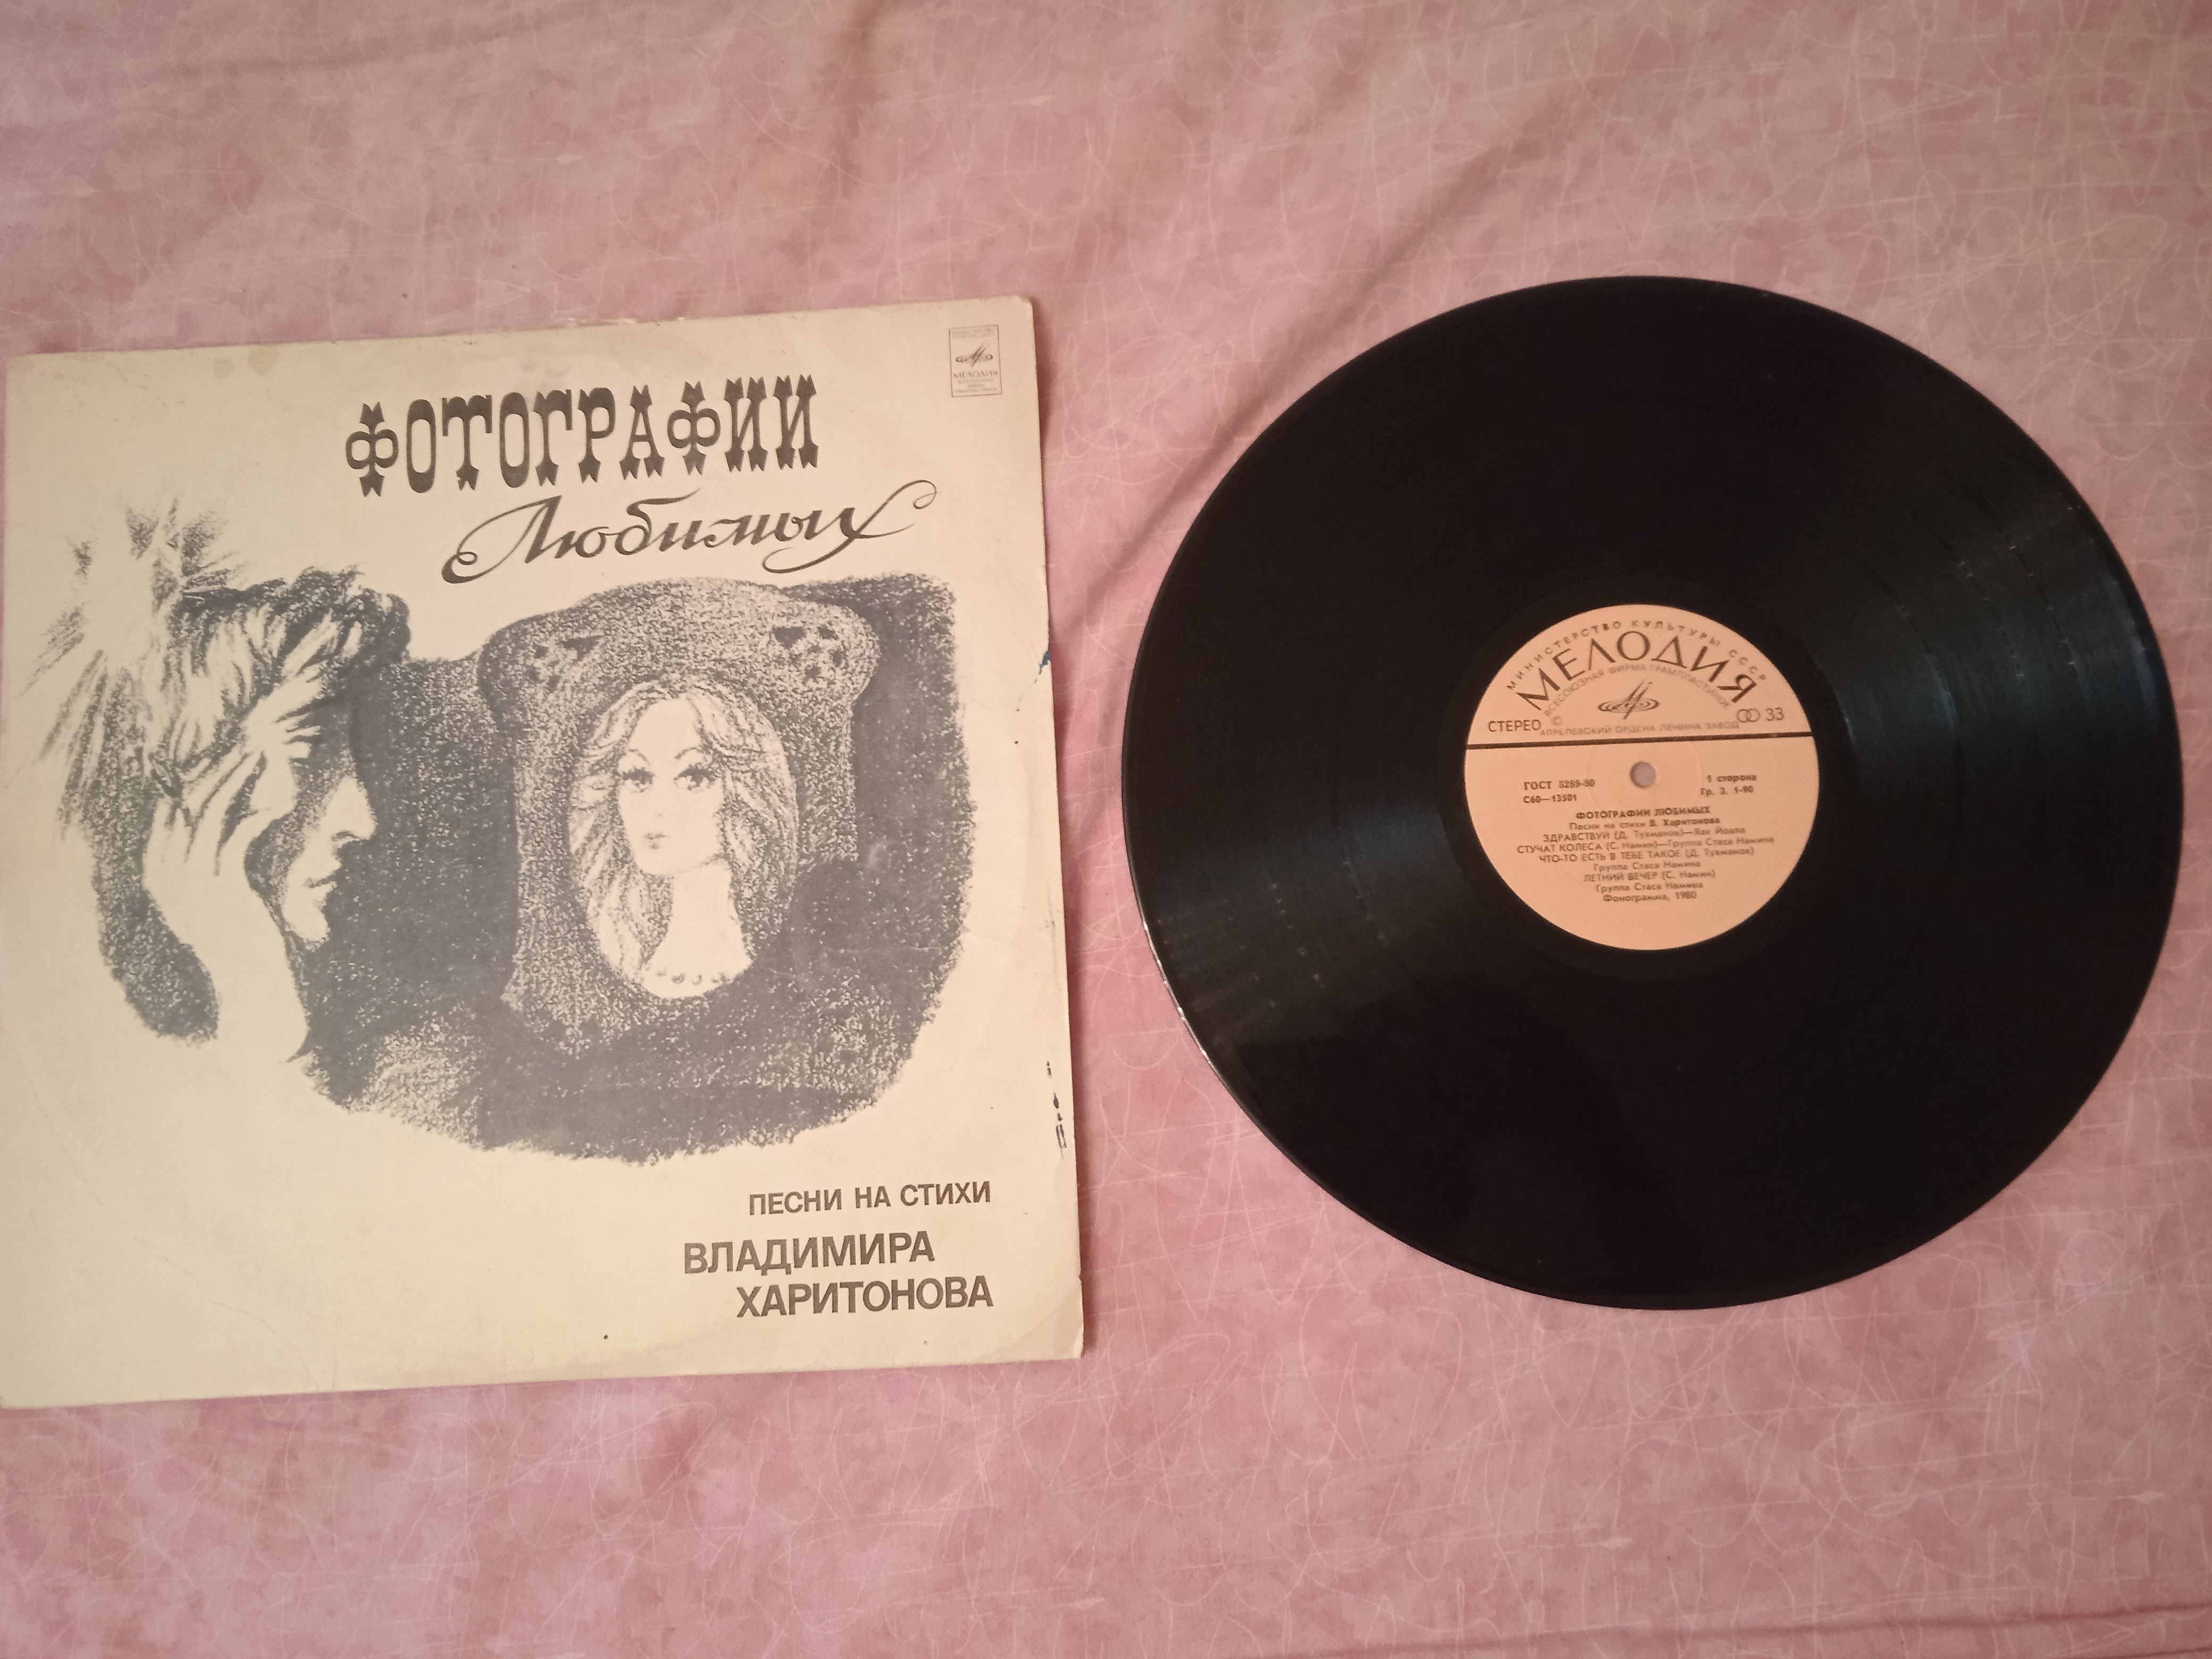 МЕЛОДИЯ
ФОТОГРАФИИ
Любимых
ПЕСНИ НА СТИХИ
ВЛАДИМИРА
ХАРИТОНОВА
МИНИСТЕРСТВО КУЛЬТУРЫ СССР
МЕЛОДИЯ
ВСЕСОЮЗНАЯ ФИРМА ГРАМПЛАСТИНОК
СТЕРЕО © 33
АПРЕЛЕВСКИЙ ОРДЕНА ЛЕНИНА ЗАВОД
ГОСТ 5289-80 1 сторона
С60—13501 Гр. 3. 1-90
ФОТОГРАФИИ ЛЮБИМЫХ
Песни на стихи В. Харитонова
ЗДРАВСТВУЙ (Д. Тухманов)—Яак Йоала
СТУЧАТ КОЛЕСА (С. Намин)—Группа Стаса Намина
ЧТО-ТО ЕСТЬ В ТЕБЕ ТАКОЕ (Д. Тухманов)
Группа Стаса Намина
ЛЕТНИЙ ВЕЧЕР (С. Намин)
Группа Стаса Намина
Фонограмма, 1980